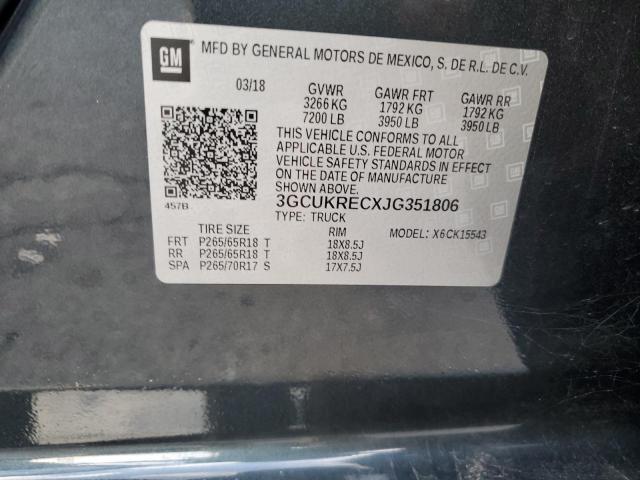 GM MFD BY GENERAL MOTORS DE MEXICO, S. DE R.L. DE C.V.
03/18 GVWR GAWR FRT GAWR RR
3266 KG 1792 KG 1792 KG
7200 LB 3950 LB 3950 LB
THIS VEHICLE CONFORMS TO ALL
APPLICABLE U.S. FEDERAL MOTOR
VEHICLE SAFETY STANDARDS IN EFFECT
ON THE DATE OF MANUFACTURE
SHOWN ABOVE.
457B 3GCUKRECXJG351806
TYPE: TRUCK
TIRE SIZE RIM MODEL: X6CK15543
FRT P265/65R18 T 18X8.5J
RR P265/65R18 T 18X8.5J
SPA P265/70R17 S 17X7.5J